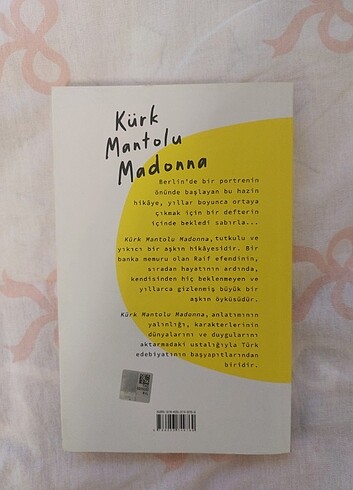 Kürk
Mantolu
Madonna
Berlin'de bir portrenin
önünde başlayan bu hazin
hikâye, yıllar boyunca ortaya
çıkmak için bir defterin
içinde bekledi sabırla...
Kürk Mantolu Madonna, tutkulu ve
yıkıcı bir aşkın hikâyesidir. Bir
banka memuru olan Raif efendinin,
sıradan hayatının ardında,
kendisinden hiç beklenmeyen ve
yıllarca gizlenmiş büyük bir
aşkın öyküsüdür.
Kürk Mantolu Madonna, anlatımının
yalınlığı, karakterlerinin
dünyalarını ve duygularını
aktarmadaki ustalığıyla Türk
edebiyatının başyapıtlarından
biridir.